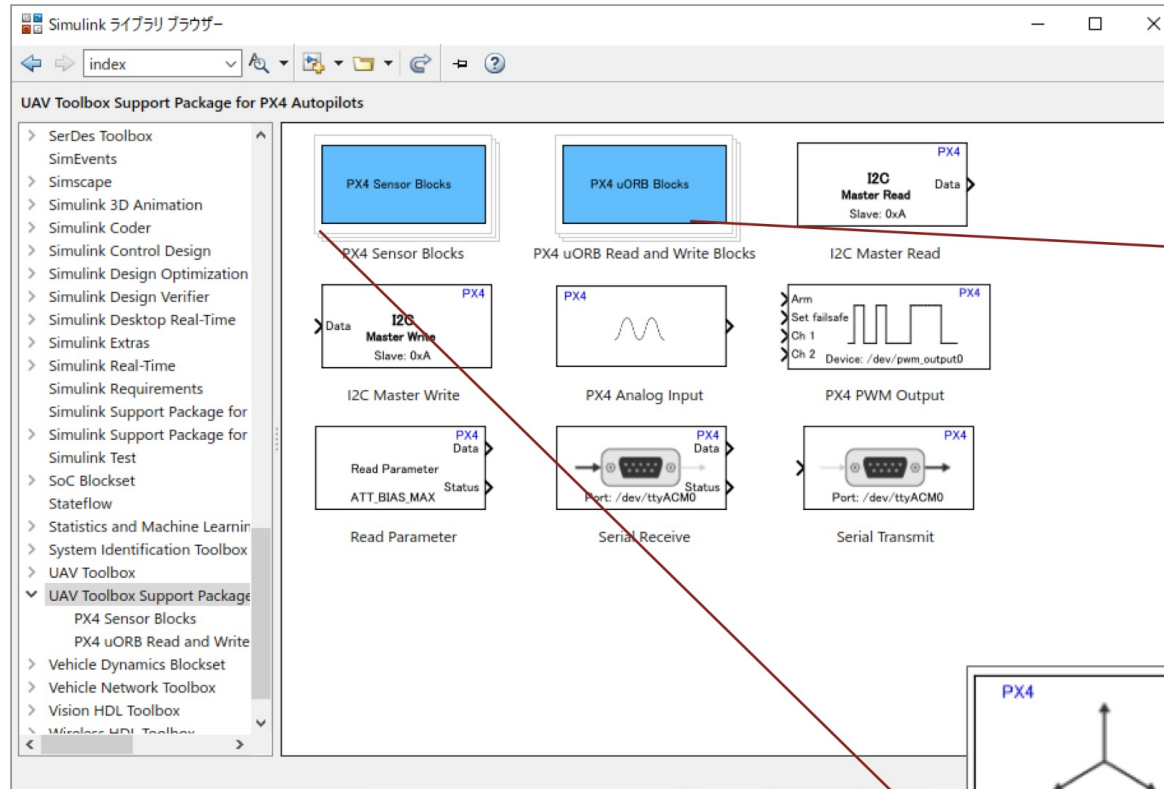 Simulink ライブラリ ブラウザー
index
UAV Toolbox Support Package for PX4 Autopilots
SerDes Toolbox
SimEvents
Simscape
Simulink 3D Animation
Simulink Coder
Simulink Control Design
Simulink Design Optimization
Simulink Design Verifier
Simulink Desktop Real-Time
Simulink Extras
Simulink Real-Time
Simulink Requirements
Simulink Support Package for
Simulink Support Package for
Simulink Test
SoC Blockset
Stateflow
Statistics and Machine Learnin
System Identification Toolbox
UAV Toolbox
UAV Toolbox Support Package
PX4 Sensor Blocks
PX4 uORB Read and Write
Vehicle Dynamics Blockset
Vehicle Network Toolbox
Vision HDL Toolbox
Wireless HDL Toolbox
PX4 Sensor Blocks
PX4 Sensor Blocks
PX4 uORB Blocks
PX4 uORB Read and Write Blocks
PX4
I2C
Master Read
Slave: 0xA
Data
I2C Master Read
PX4
Data
I2C
Master Write
Slave: 0xA
I2C Master Write
PX4
PX4 Analog Input
PX4
Arm
Set failsafe
Ch 1
Ch 2
Device: /dev/pwm_output0
PX4 PWM Output
PX4
Data
Read Parameter
Status
ATT_BIAS_MAX
Read Parameter
PX4
Data
Status
Port: /dev/ttyACM0
Serial Receive
PX4
Port: /dev/ttyACM0
Serial Transmit
PX4